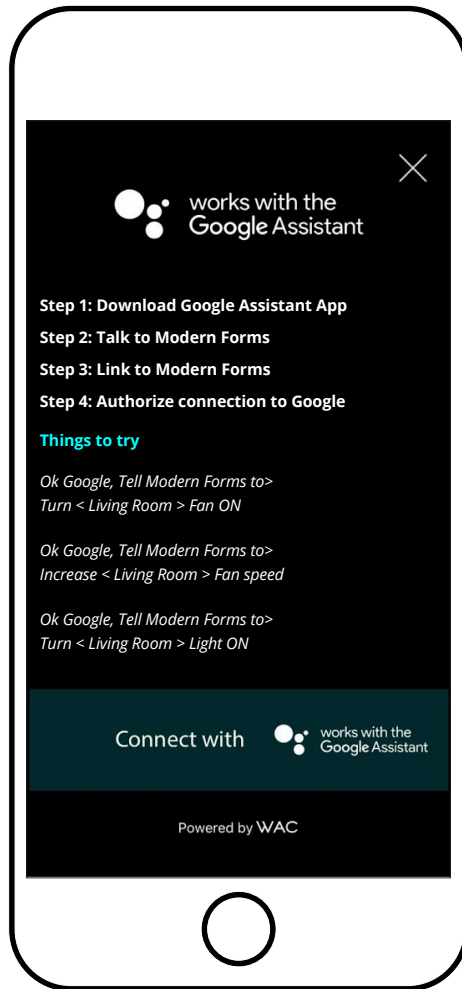 works with the
Google Assistant
Step 1: Download Google Assistant App
Step 2: Talk to Modern Forms
Step 3: Link to Modern Forms
Step 4: Authorize connection to Google
Things to try
Ok Google, Tell Modern Forms to>
Turn < Living Room > Fan ON
Ok Google, Tell Modern Forms to>
Increase < Living Room > Fan speed
Ok Google, Tell Modern Forms to>
Turn < Living Room > Light ON
Connect with works with the
Google Assistant
Powered by WAC